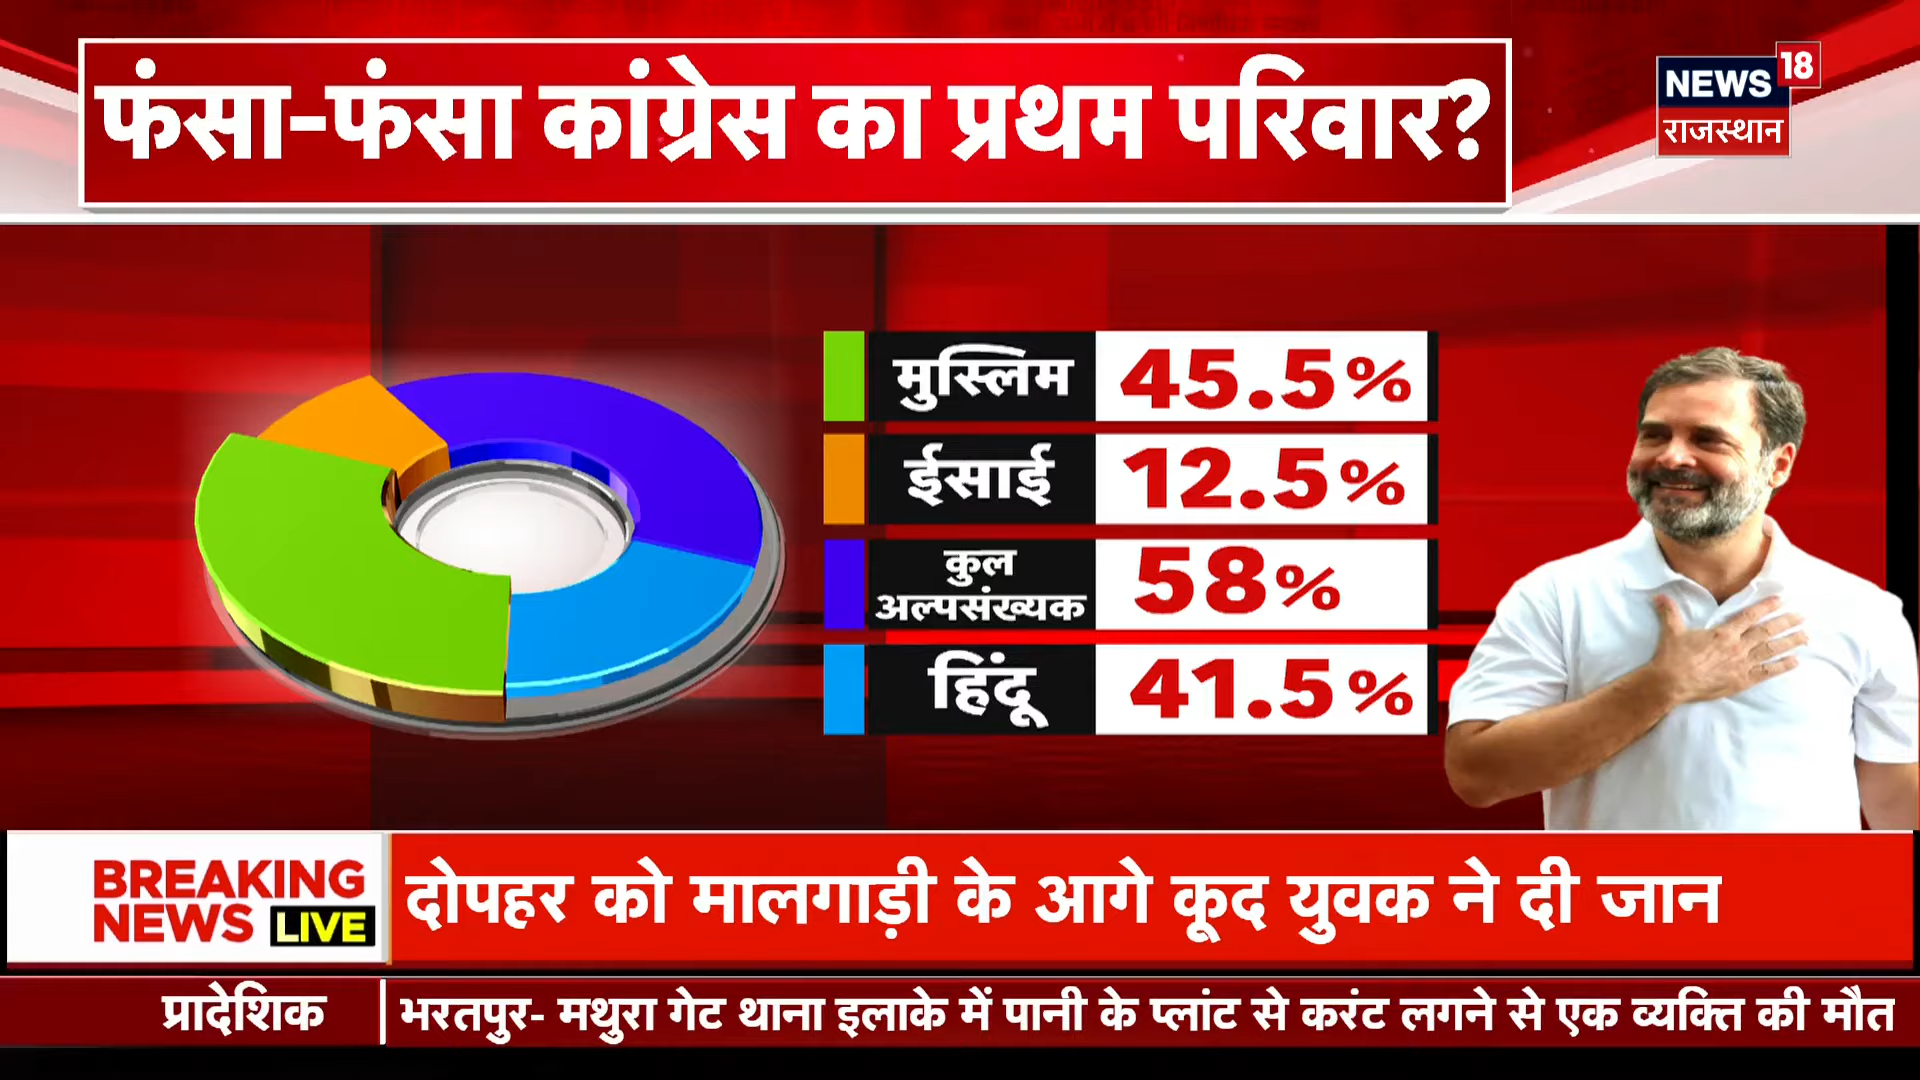 फंसा-फंसा कांग्रेस का प्रथम परिवार?
NEWS 18
राजस्थान
मुस्लिम 45.5%
ईसाई 12.5%
कुल
अल्पसंख्यक 58%
हिंदू 41.5%
BREAKING
NEWS LIVE
दोपहर को मालगाड़ी के आगे कूद युवक ने दी जान
प्रादेशिक
भरतपुर- मथुरा गेट थाना इलाके में पानी के प्लांट से करंट लगने से एक व्यक्ति की मौत